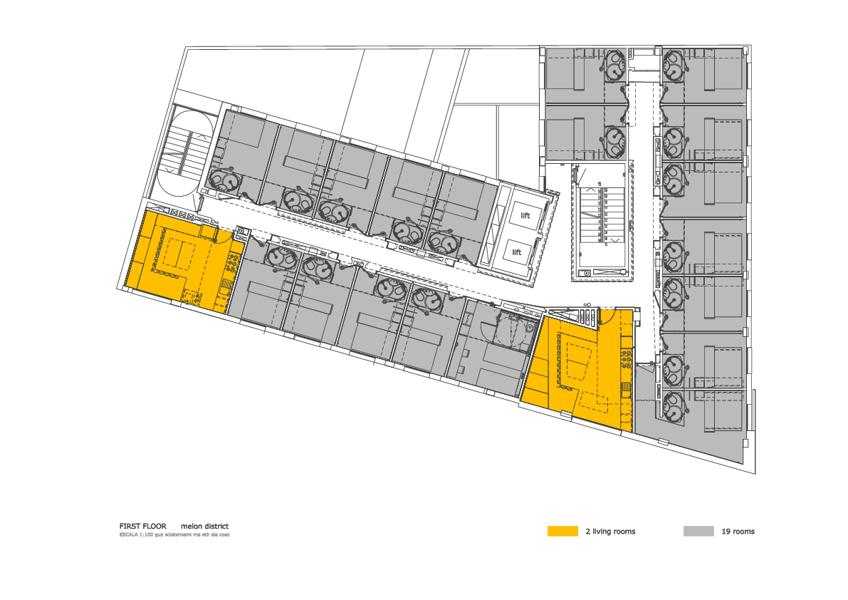 lift
lift
FIRST FLOOR melon district
ESCALA 1:100 gus wüstemann ma eth sia coac
2 living rooms
19 rooms